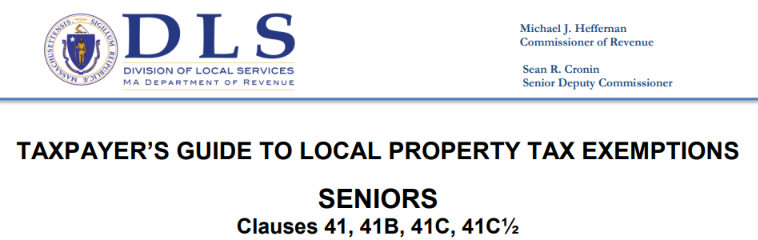 DLS
DIVISION OF LOCAL SERVICES
MA DEPARTMENT OF REVENUE
Michael J. Heffernan
Commissioner of Revenue
Sean R. Cronin
Senior Deputy Commissioner
TAXPAYER'S GUIDE TO LOCAL PROPERTY TAX EXEMPTIONS
SENIORS
Clauses 41, 41B, 41C, 41C½